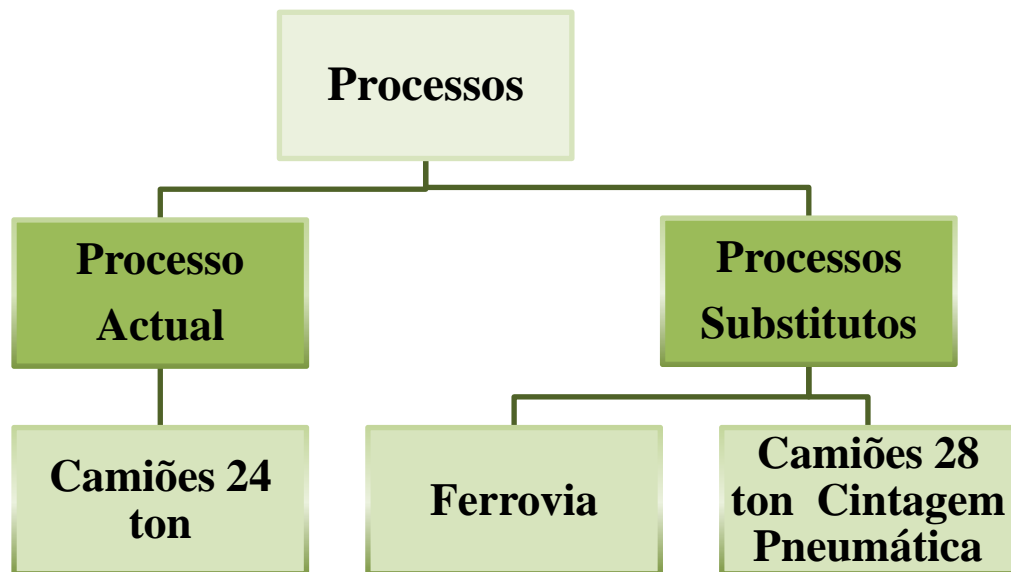 Processos
Processo
Actual
Processos
Substitutos
Camiões 24
ton
Ferrovia
Camiões 28
ton Cintagem
Pneumática